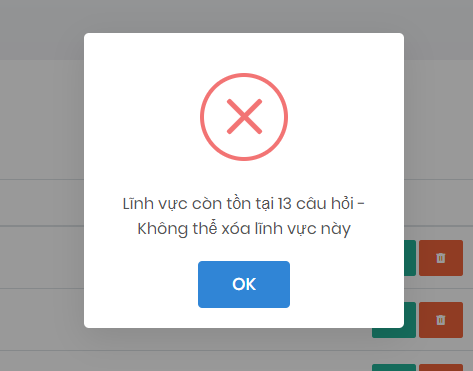 Lĩnh vực còn tồn tại 13 câu hỏi -
Không thể xóa lĩnh vực này
OK